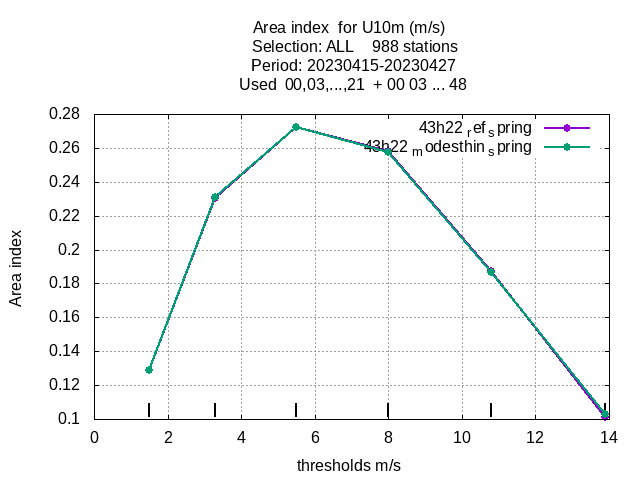 Area index  for U10m (m/s)
Selection: ALL    988 stations
Period: 20230415-20230427
Used  00,03,...,21  + 00 03 ... 48
43h22 ref spring
43h22 modesthin spring
0.28
0.26
0.24
0.22
0.2
0.18
0.16
0.14
0.12
0.1
Area index
0 2 4 6 8 10 12 14
thresholds m/s